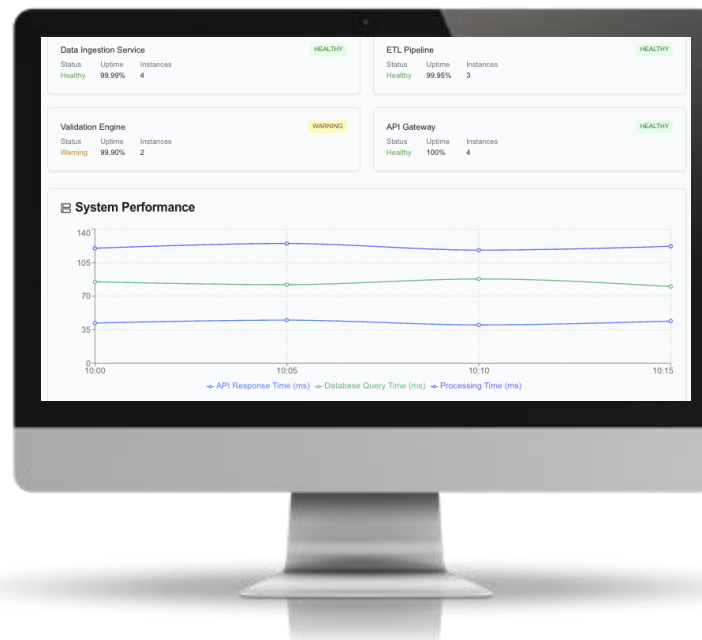 Data Ingestion Service HEALTHY
Status Uptime Instances
Healthy 99.99% 4
ETL Pipeline HEALTHY
Status Uptime Instances
Healthy 99.95% 3
Validation Engine WARNING
Status Uptime Instances
Warning 99.90% 2
API Gateway HEALTHY
Status Uptime Instances
Healthy 100% 4
System Performance
140
105
70
35
0
10:00 10:05 10:10 10:15
API Response Time (ms) Database Query Time (ms) Processing Time (ms)